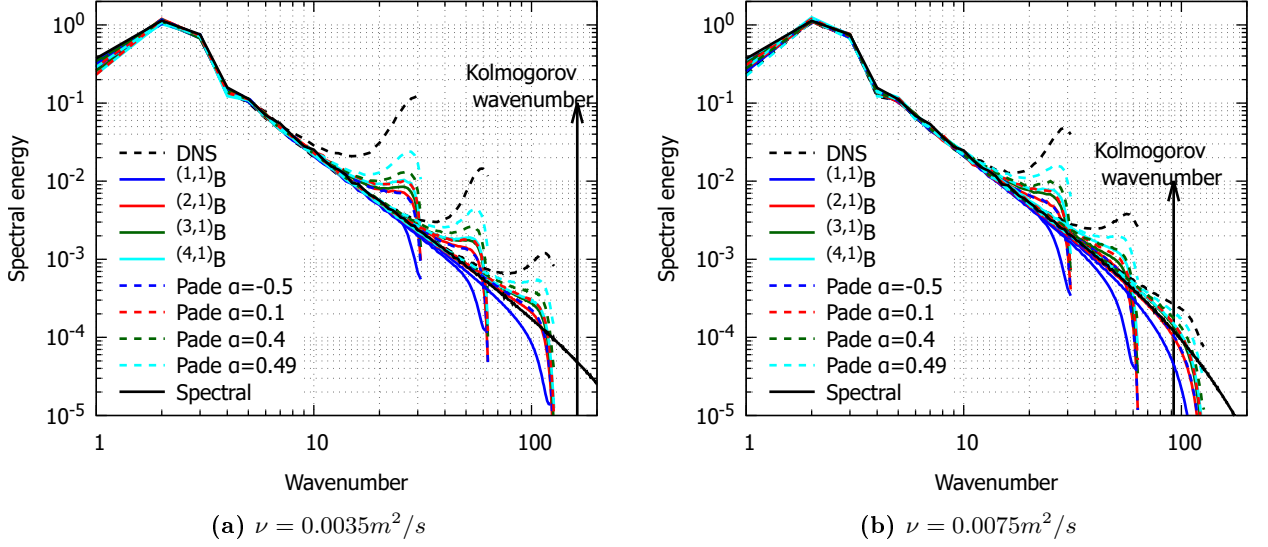 10^0
10^-1
10^-2
10^-3
10^-4
10^-5
Spectral energy
Kolmogorov
wavenumber
DNS
(1,1)B
(2,1)B
(3,1)B
(4,1)B
Pade α=-0.5
Pade α=0.1
Pade α=0.4
Pade α=0.49
Spectral
1
10
100
Wavenumber
(a) ν = 0.0035m^2/s
10^0
10^-1
10^-2
10^-3
10^-4
10^-5
Spectral energy
Kolmogorov
wavenumber
DNS
(1,1)B
(2,1)B
(3,1)B
(4,1)B
Pade α=-0.5
Pade α=0.1
Pade α=0.4
Pade α=0.49
Spectral
1
10
100
Wavenumber
(b) ν = 0.0075m^2/s